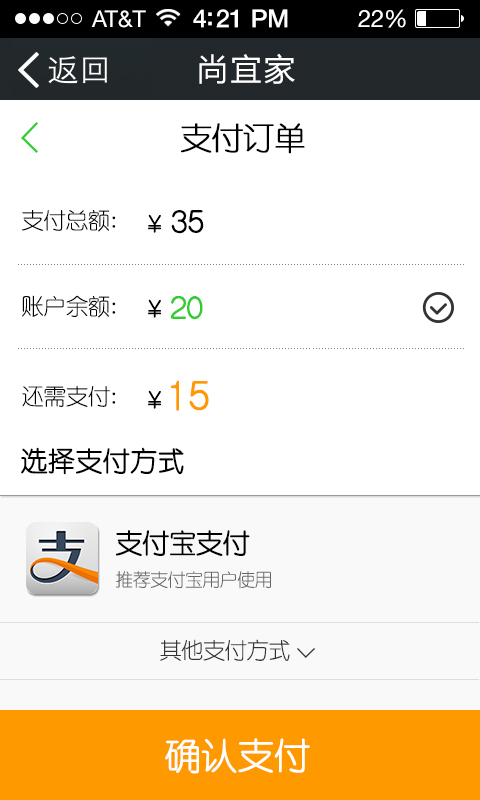 AT&T 4:21 PM 22%
返回 尚宜家
支付订单
支付总额: ¥ 35
账户余额: ¥ 20
还需支付: ¥ 15
选择支付方式
支
支付宝支付
推荐支付宝用户使用
其他支付方式
确认支付